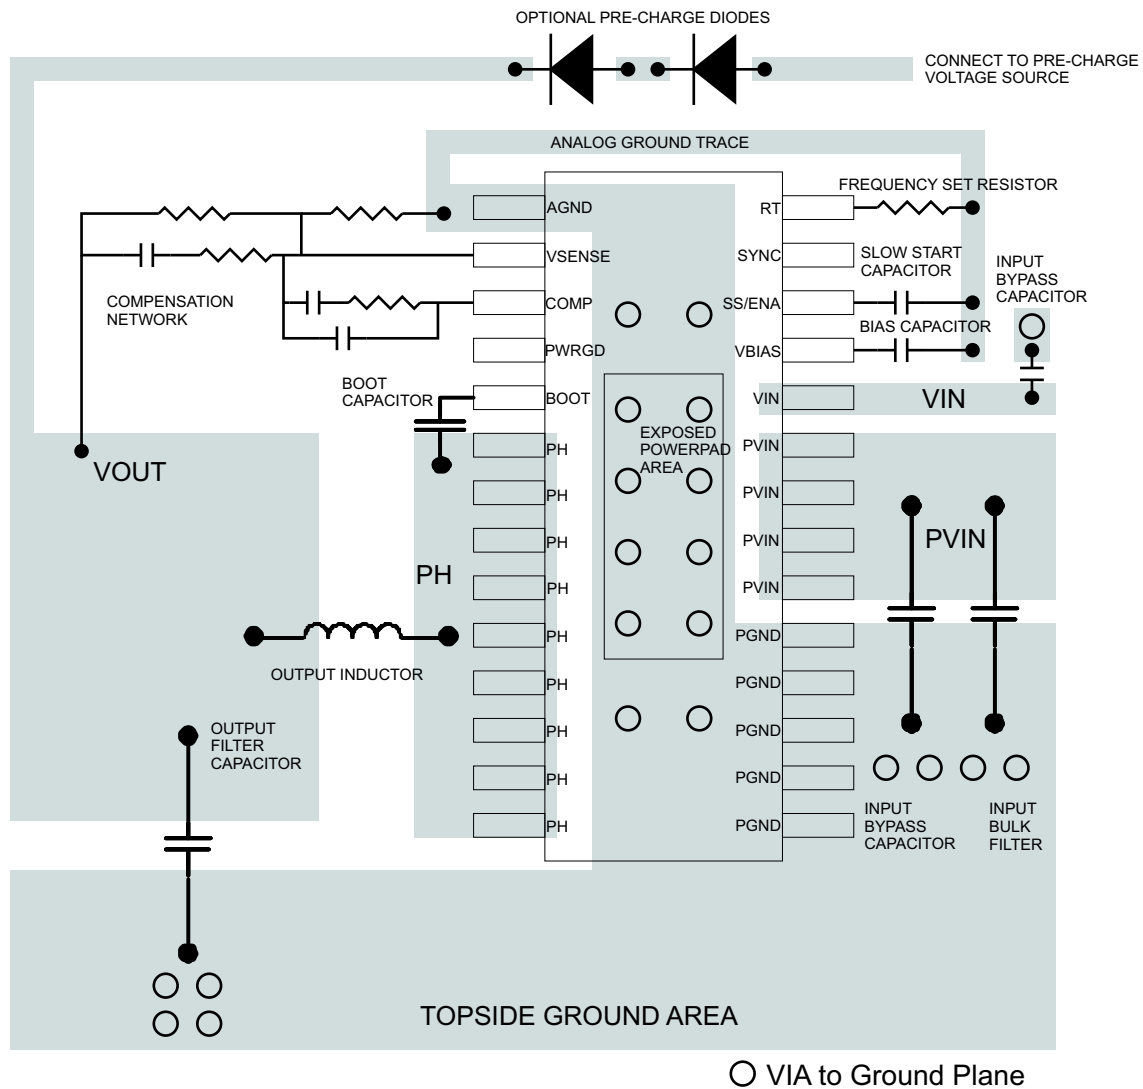 OPTIONAL PRE-CHARGE DIODES
CONNECT TO PRE-CHARGE
VOLTAGE SOURCE
ANALOG GROUND TRACE
FREQUENCY SET RESISTOR
AGND
RT
VSENSE
SYNC
SLOW START
CAPACITOR
INPUT
BYPASS
CAPACITOR
COMPENSATION
NETWORK
COMP
SS/ENA
BIAS CAPACITOR
PWRGD
VBIAS
BOOT
CAPACITOR
BOOT
VIN
VIN
EXPOSED
POWERPAD
AREA
VOUT
PH
PVIN
PH
PVIN
PH
PVIN
PVIN
PH
PH
PVIN
PH
PGND
OUTPUT INDUCTOR
PH
PGND
OUTPUT
FILTER
CAPACITOR
PH
PGND
PH
PGND
PH
PGND
INPUT
BYPASS
CAPACITOR
INPUT
BULK
FILTER
TOPSIDE GROUND AREA
VIA to Ground Plane